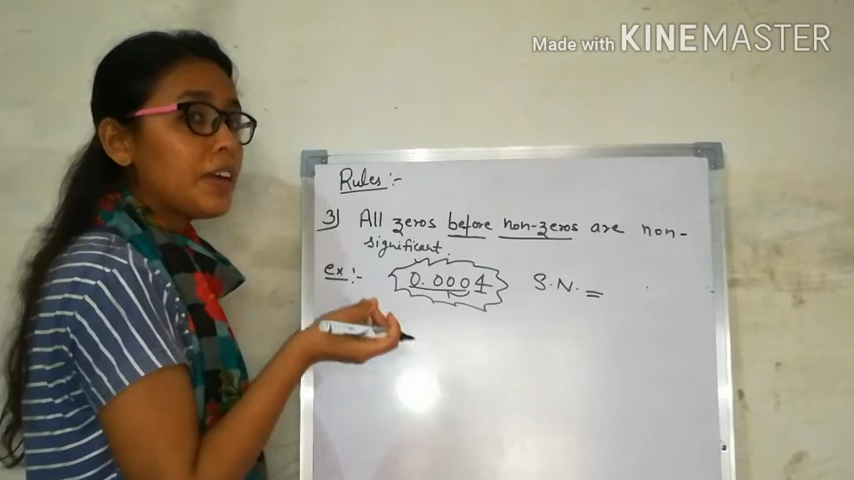 Made with KINEMASTER
Rules:-
3) All zeros before non-zeros are non-
significant.
ex:- 0.0004 S.N. =